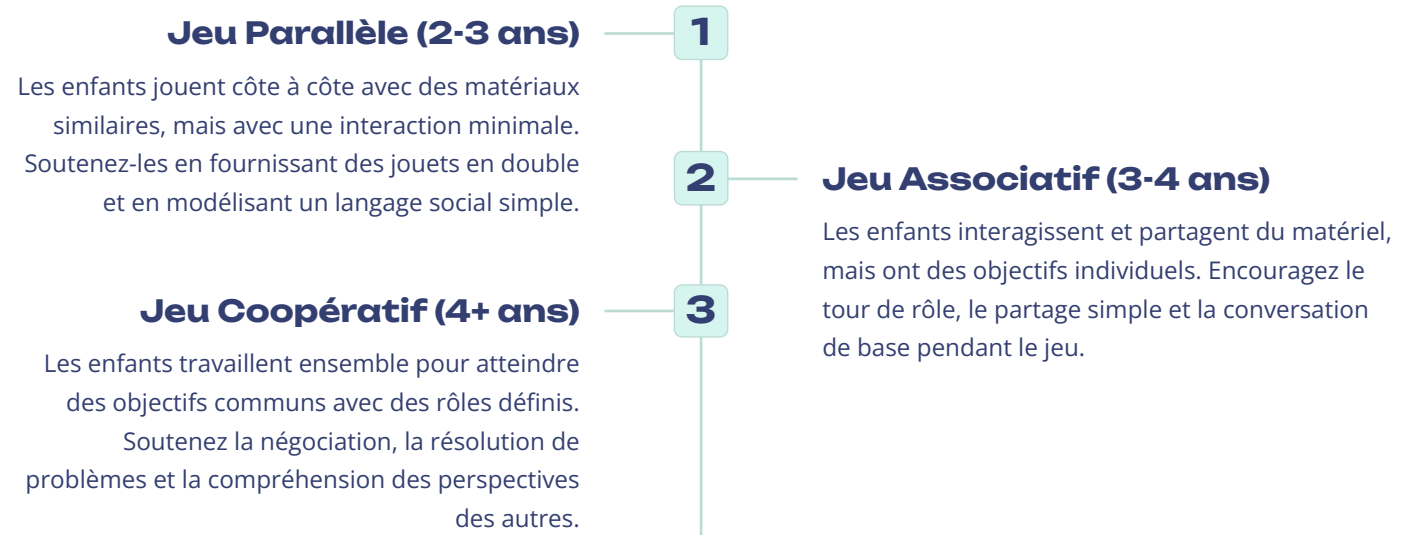 Jeu Parallèle (2-3 ans)
1
Les enfants jouent côte à côte avec des matériaux
similaires, mais avec une interaction minimale.
Soutenez-les en fournissant des jouets en double
et en modélisant un langage social simple.
2
Jeu Associatif (3-4 ans)
Les enfants interagissent et partagent du matériel,
mais ont des objectifs individuels. Encouragez le
tour de rôle, le partage simple et la conversation
de base pendant le jeu.
Jeu Coopératif (4+ ans)
3
Les enfants travaillent ensemble pour atteindre
des objectifs communs avec des rôles définis.
Soutenez la négociation, la résolution de
problèmes et la compréhension des perspectives
des autres.